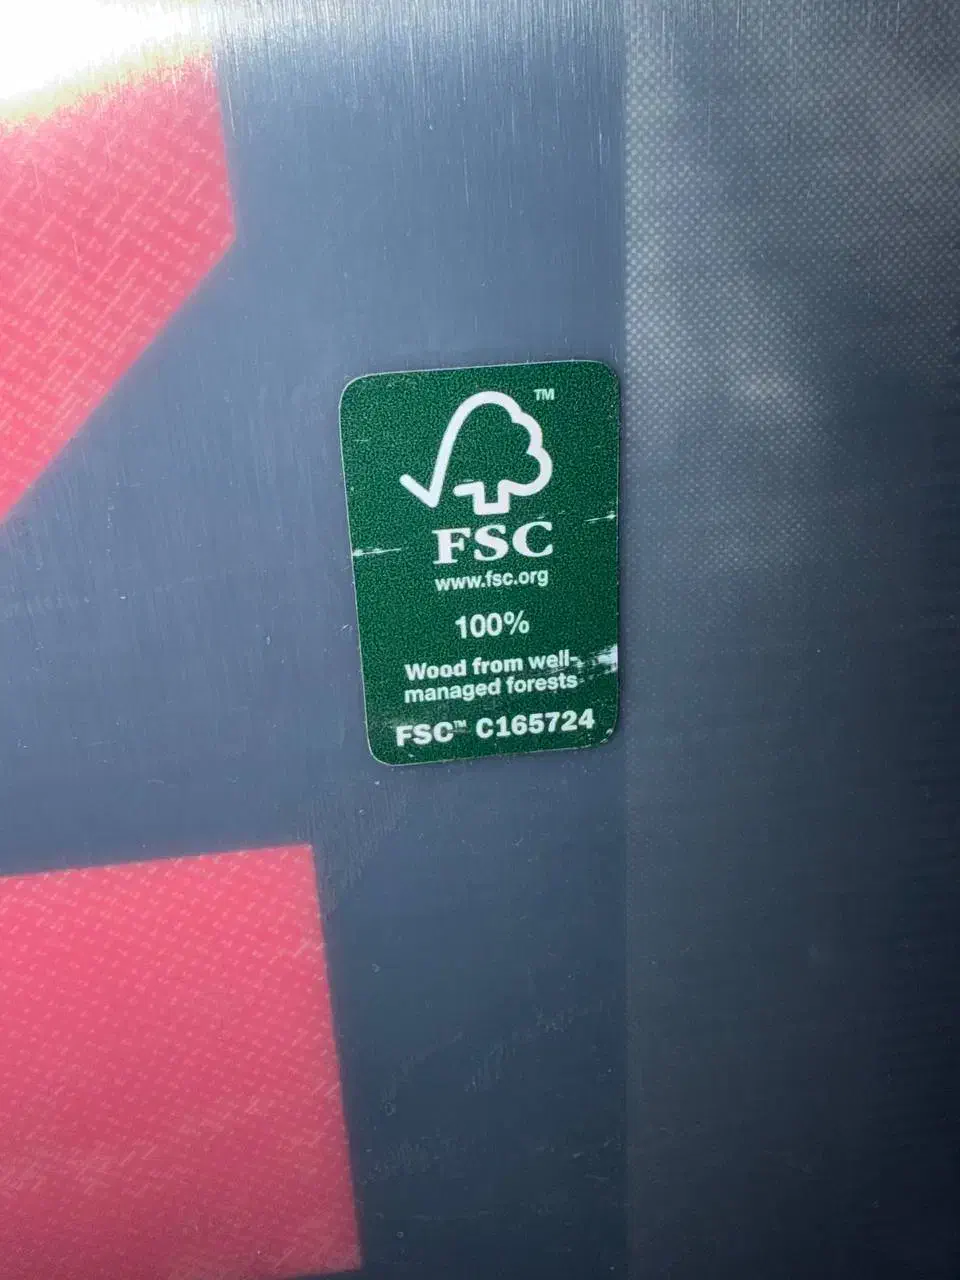 TM
FSC
www.fsc.org
100%
Wood from well-
managed forests
FSC™ C165724